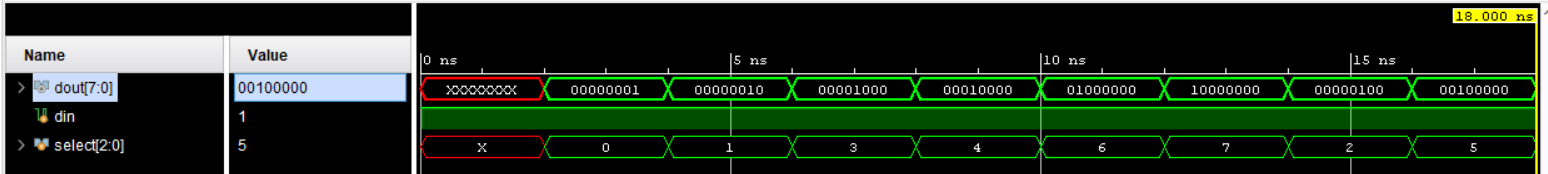 18.000 ns
Name Value
0 ns 5 ns 10 ns 15 ns
dout[7:0] 00100000 XXXXXXXX 00000001 00000010 00001000 00010000 01000000 10000000 00000100 00100000
din 1
select[2:0] 5 X 0 1 3 4 6 7 2 5